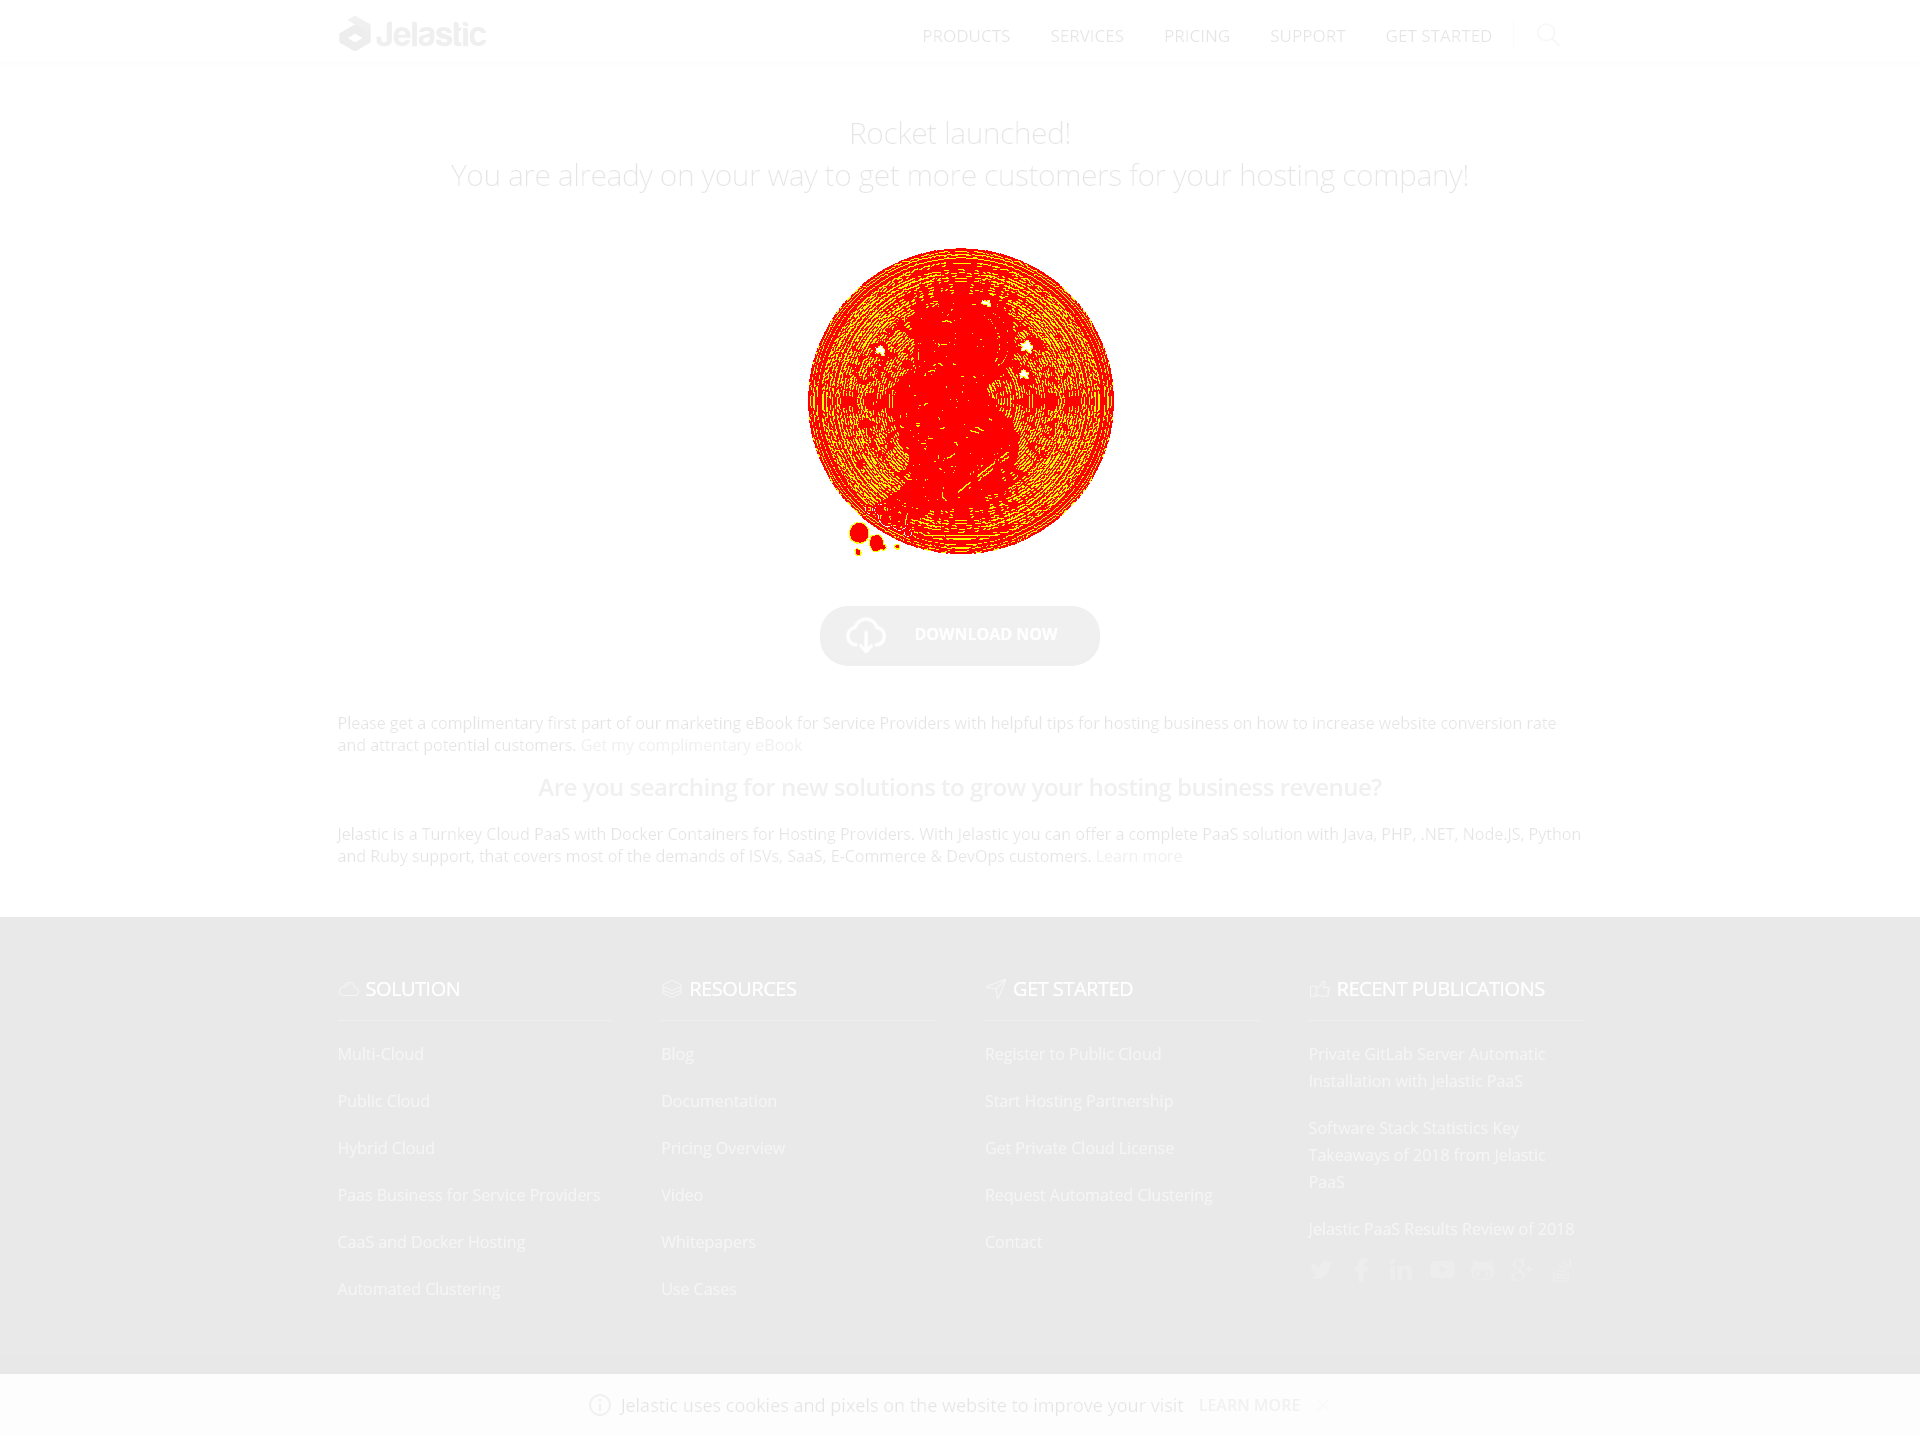 Jelastic
PRODUCTS SERVICES PRICING SUPPORT GET STARTED
Rocket launched!
You are already on your way to get more customers for your hosting company!
DOWNLOAD NOW
Please get a complimentary first part of our marketing eBook for Service Providers with helpful tips for hosting business on how to increase website conversion rate
and attract potential customers. Get my complimentary eBook
Are you searching for new solutions to grow your hosting business revenue?
Jelastic is a Turnkey Cloud PaaS with Docker Containers for Hosting Providers. With Jelastic you can offer a complete PaaS solution with Java, PHP, .NET, Node.JS, Python
and Ruby support, that covers most of the demands of ISVs, SaaS, E-Commerce & DevOps customers. Learn more
SOLUTION
Multi-Cloud
Public Cloud
Hybrid Cloud
Paas Business for Service Providers
CaaS and Docker Hosting
Automated Clustering
RESOURCES
Blog
Documentation
Pricing Overview
Video
Whitepapers
Use Cases
GET STARTED
Register to Public Cloud
Start Hosting Partnership
Get Private Cloud License
Request Automated Clustering
Contact
RECENT PUBLICATIONS
Private GitLab Server Automatic
Installation with Jelastic PaaS
Software Stack Statistics Key
Takeaways of 2018 from Jelastic
PaaS
Jelastic PaaS Results Review of 2018
Jelastic uses cookies and pixels on the website to improve your visit LEARN MORE